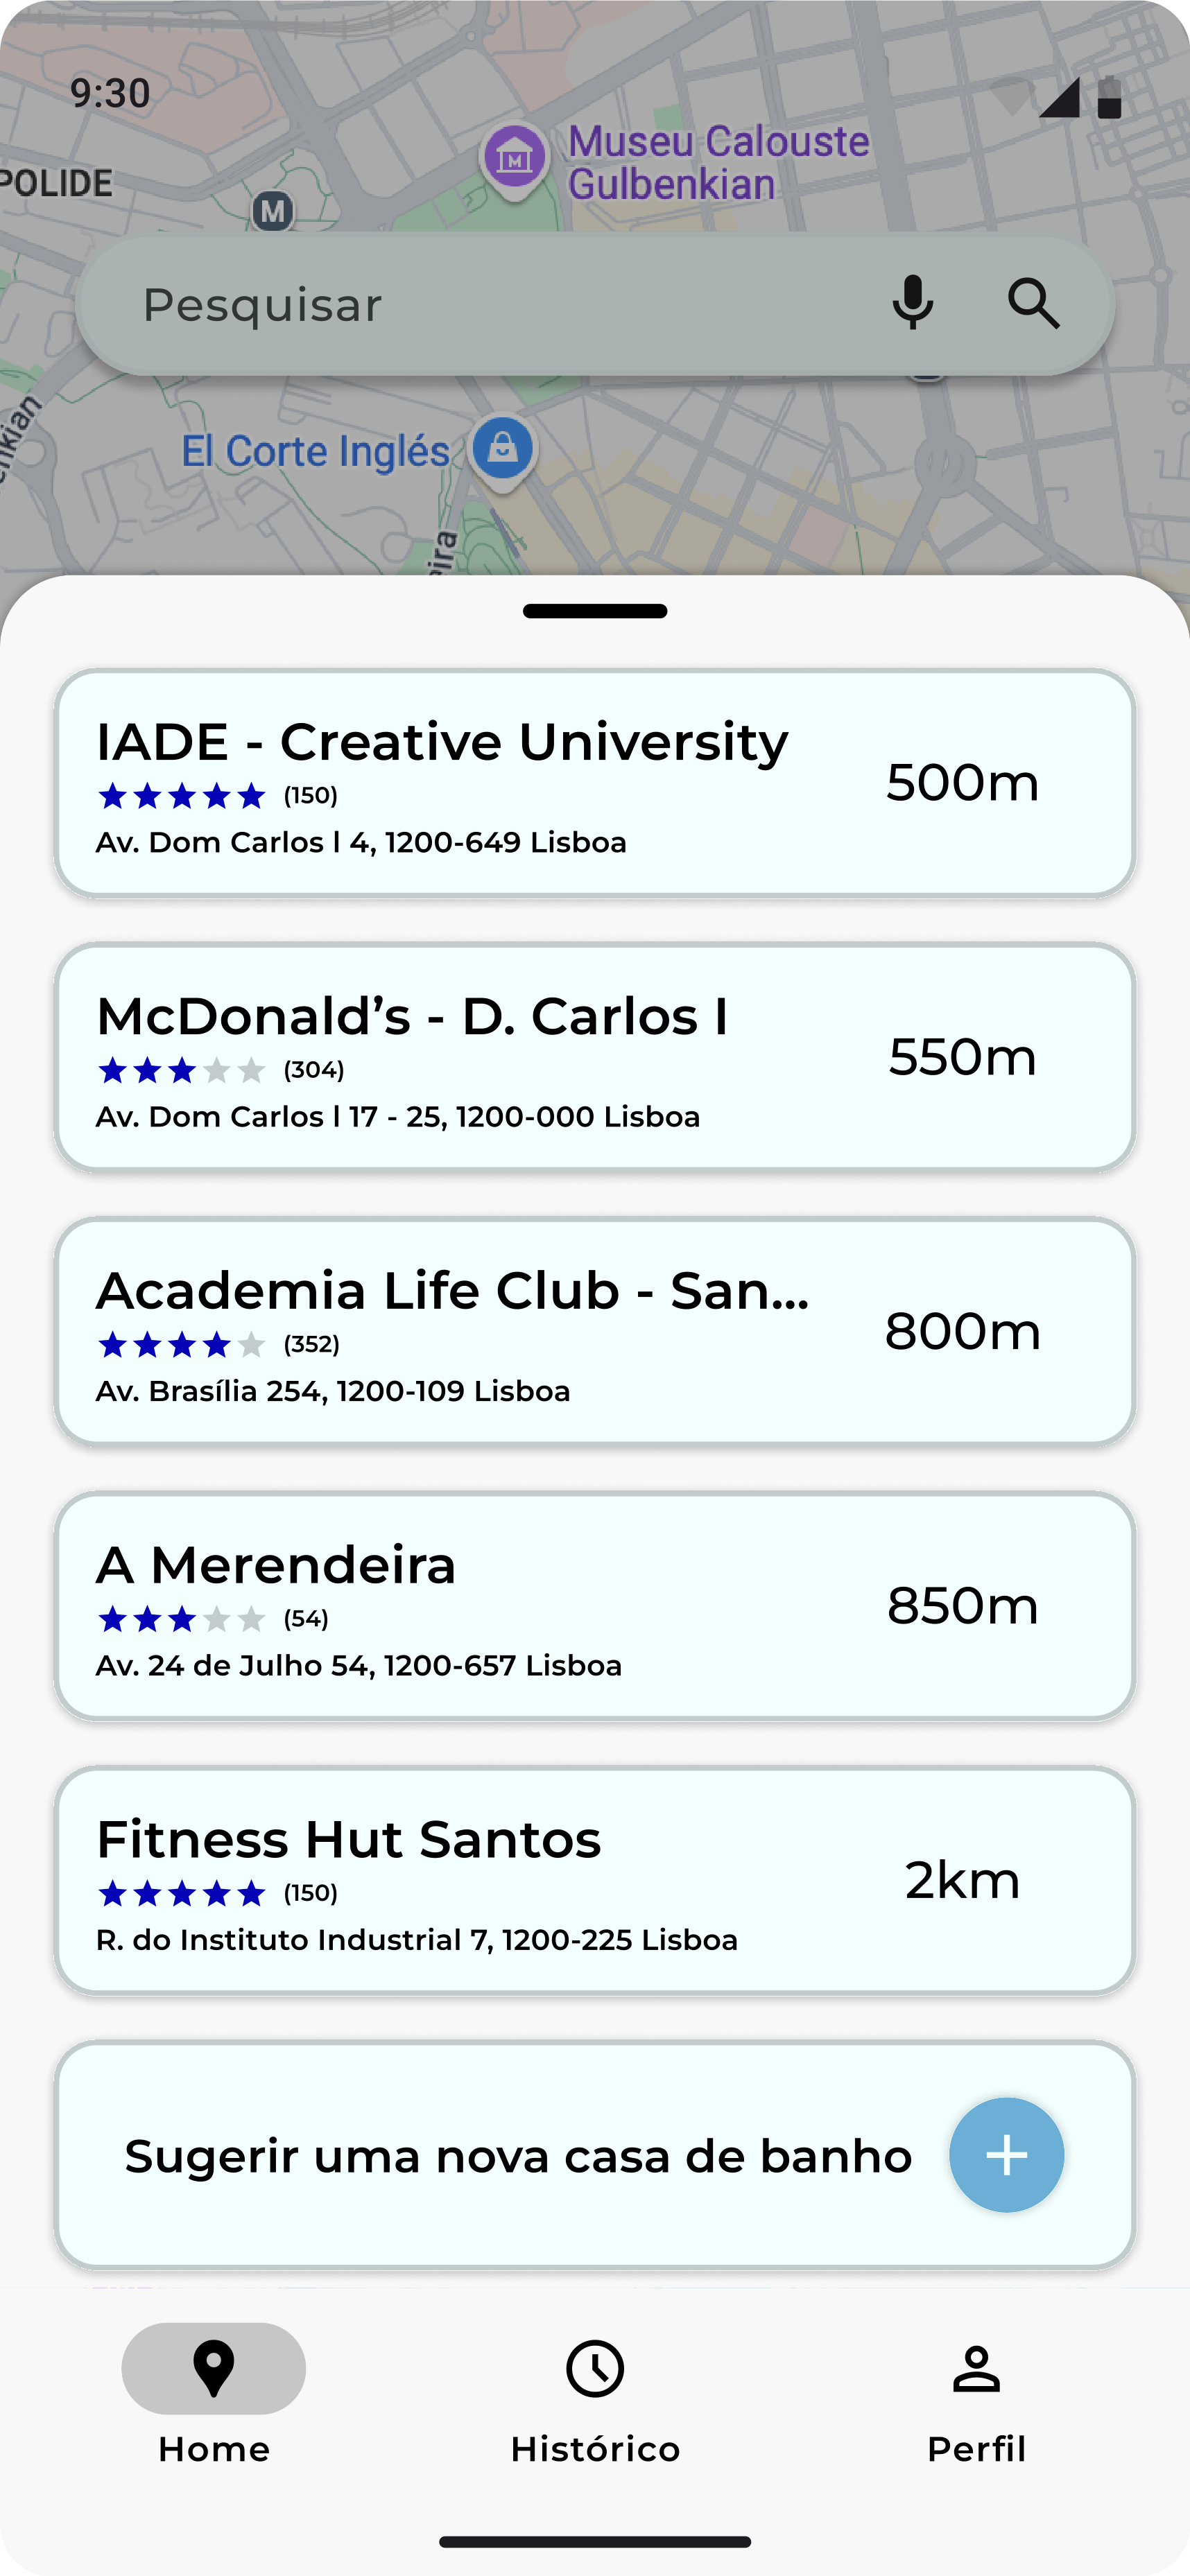 9:30
Museu Calouste
Gulbenkian
POLIDE
M
Pesquisar
El Corte Inglés
IADE - Creative University
(150)
500m
Av. Dom Carlos l 4, 1200-649 Lisboa
McDonald’s - D. Carlos I
(304)
550m
Av. Dom Carlos l 17 - 25, 1200-000 Lisboa
Academia Life Club - San...
(352)
800m
Av. Brasília 254, 1200-109 Lisboa
A Merendeira
(54)
850m
Av. 24 de Julho 54, 1200-657 Lisboa
Fitness Hut Santos
(150)
2km
R. do Instituto Industrial 7, 1200-225 Lisboa
Sugerir uma nova casa de banho
Home
Histórico
Perfil